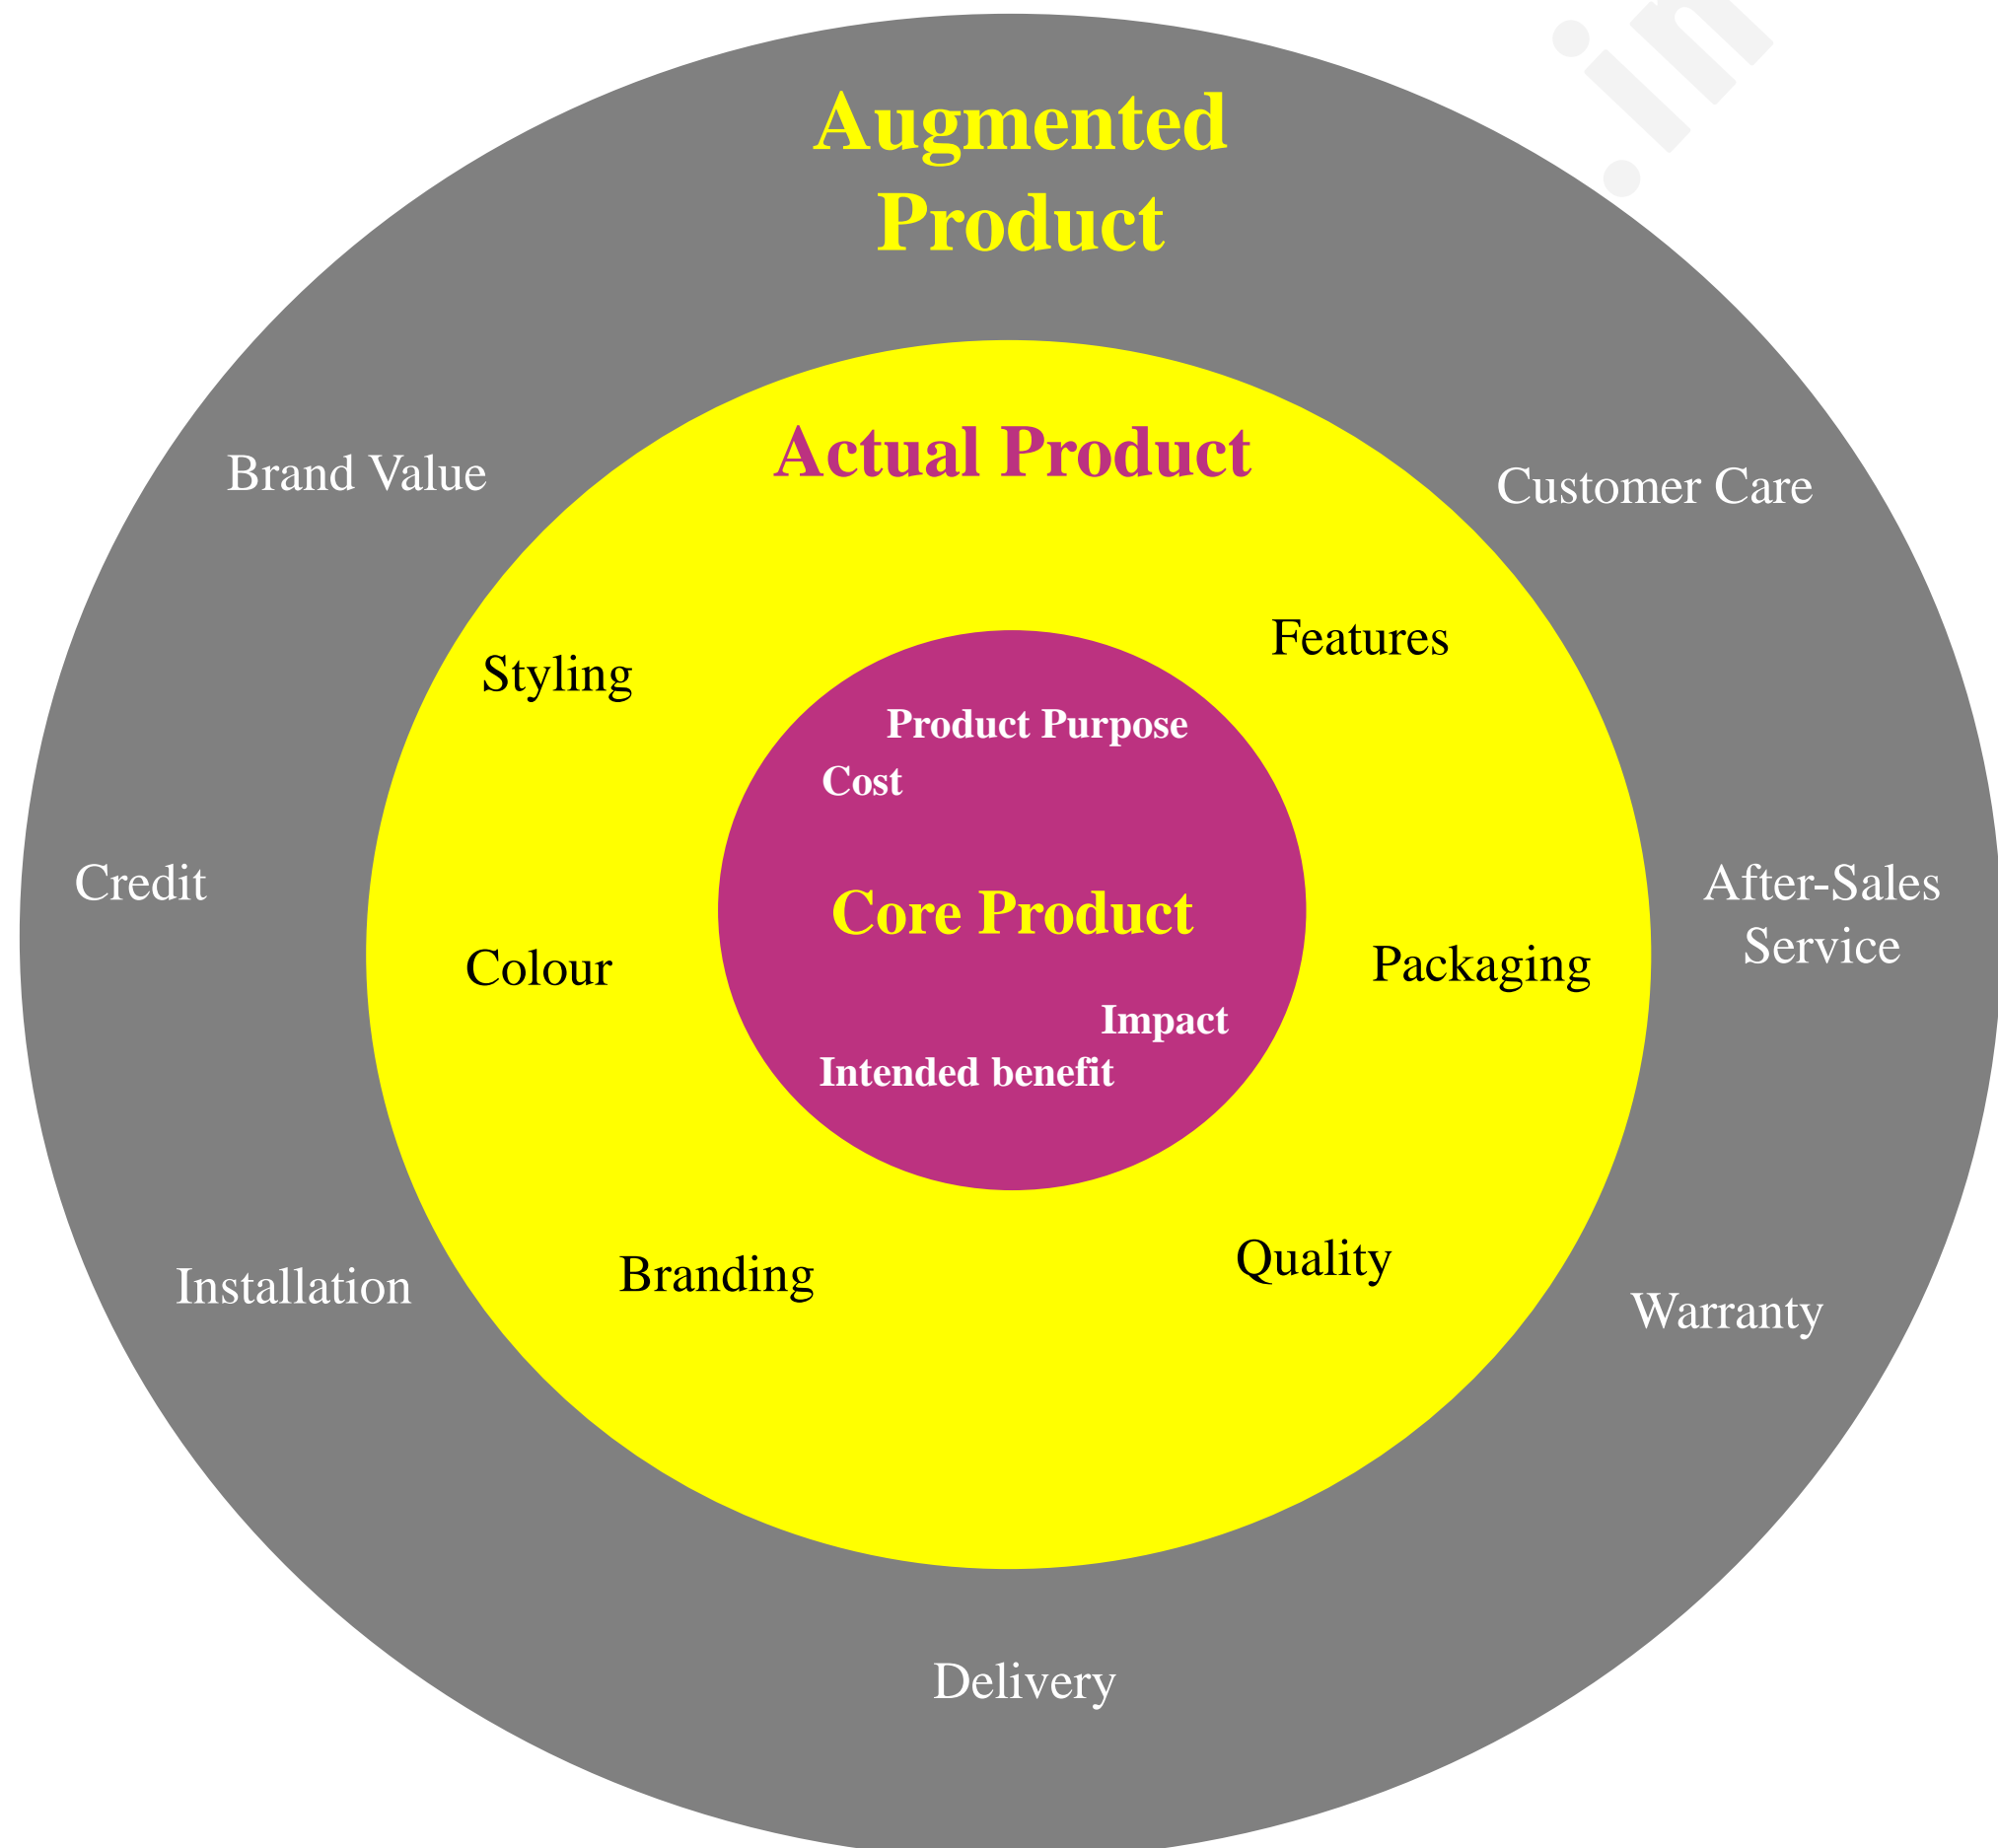 .in
Augmented
Product
Actual Product
Brand Value
Customer Care
Features
Styling
Product Purpose
Cost
Credit
After-Sales
Service
Core Product
Colour
Packaging
Impact
Intended benefit
Branding
Quality
Installation
Warranty
Delivery